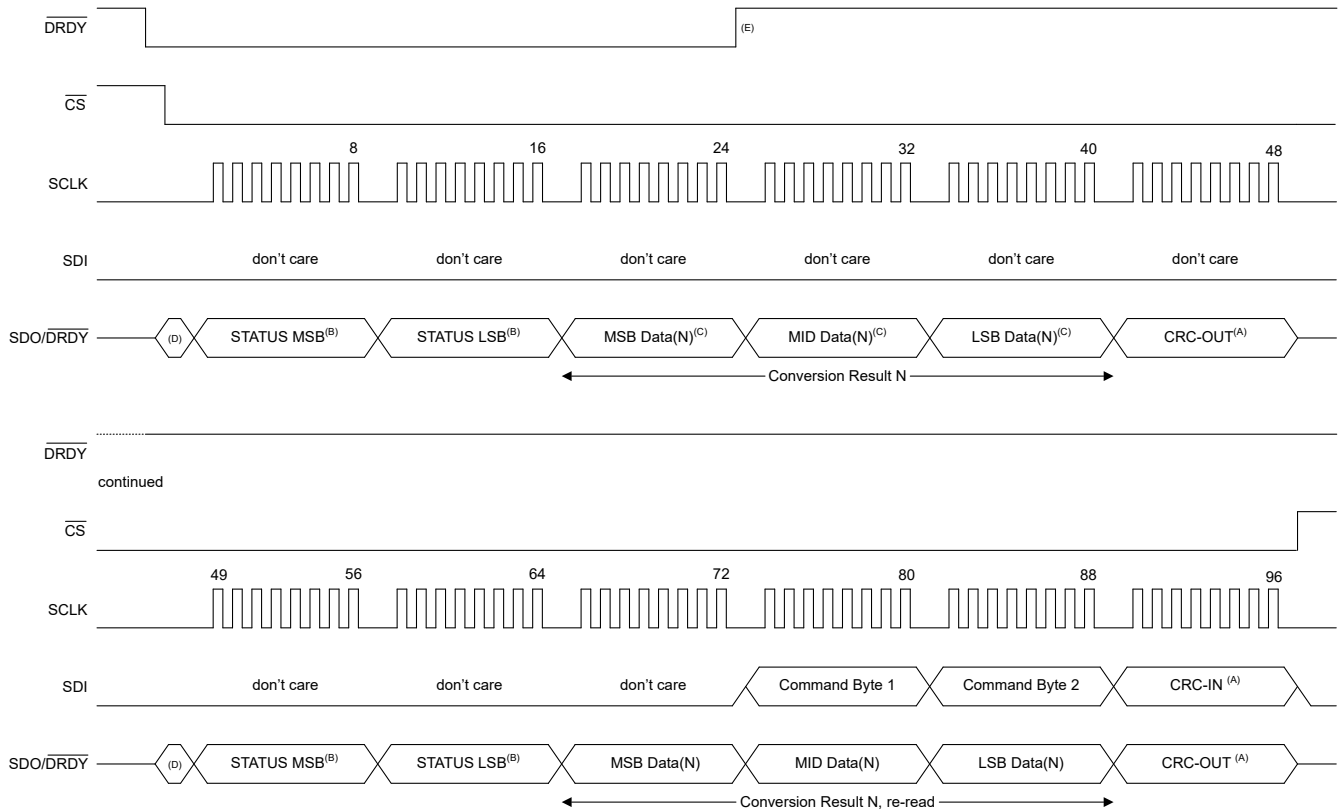 DRDY
(E)
CS
8 16 24 32 40 48
SCLK
SDI don't care don't care don't care don't care don't care don't care
SDO/DRDY (D) STATUS MSB(B) STATUS LSB(B) MSB Data(N)(C) MID Data(N)(C) LSB Data(N)(C) CRC-OUT(A)
Conversion Result N
DRDY
continued
CS
49 56 64 72 80 88 96
SCLK
SDI don't care don't care don't care Command Byte 1 Command Byte 2 CRC-IN (A)
SDO/DRDY (D) STATUS MSB(B) STATUS LSB(B) MSB Data(N) MID Data(N) LSB Data(N) CRC-OUT (A)
Conversion Result N, re-read